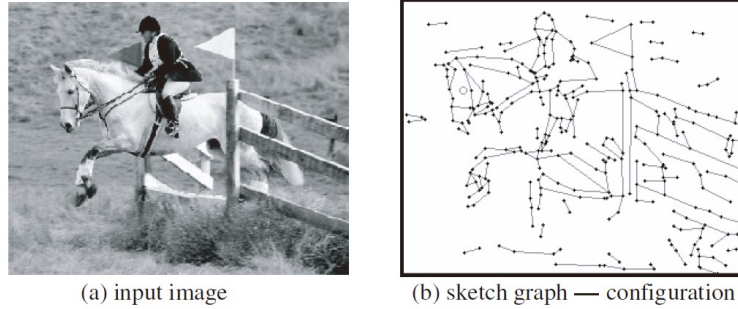 (a) input image
(b) sketch graph — configuration